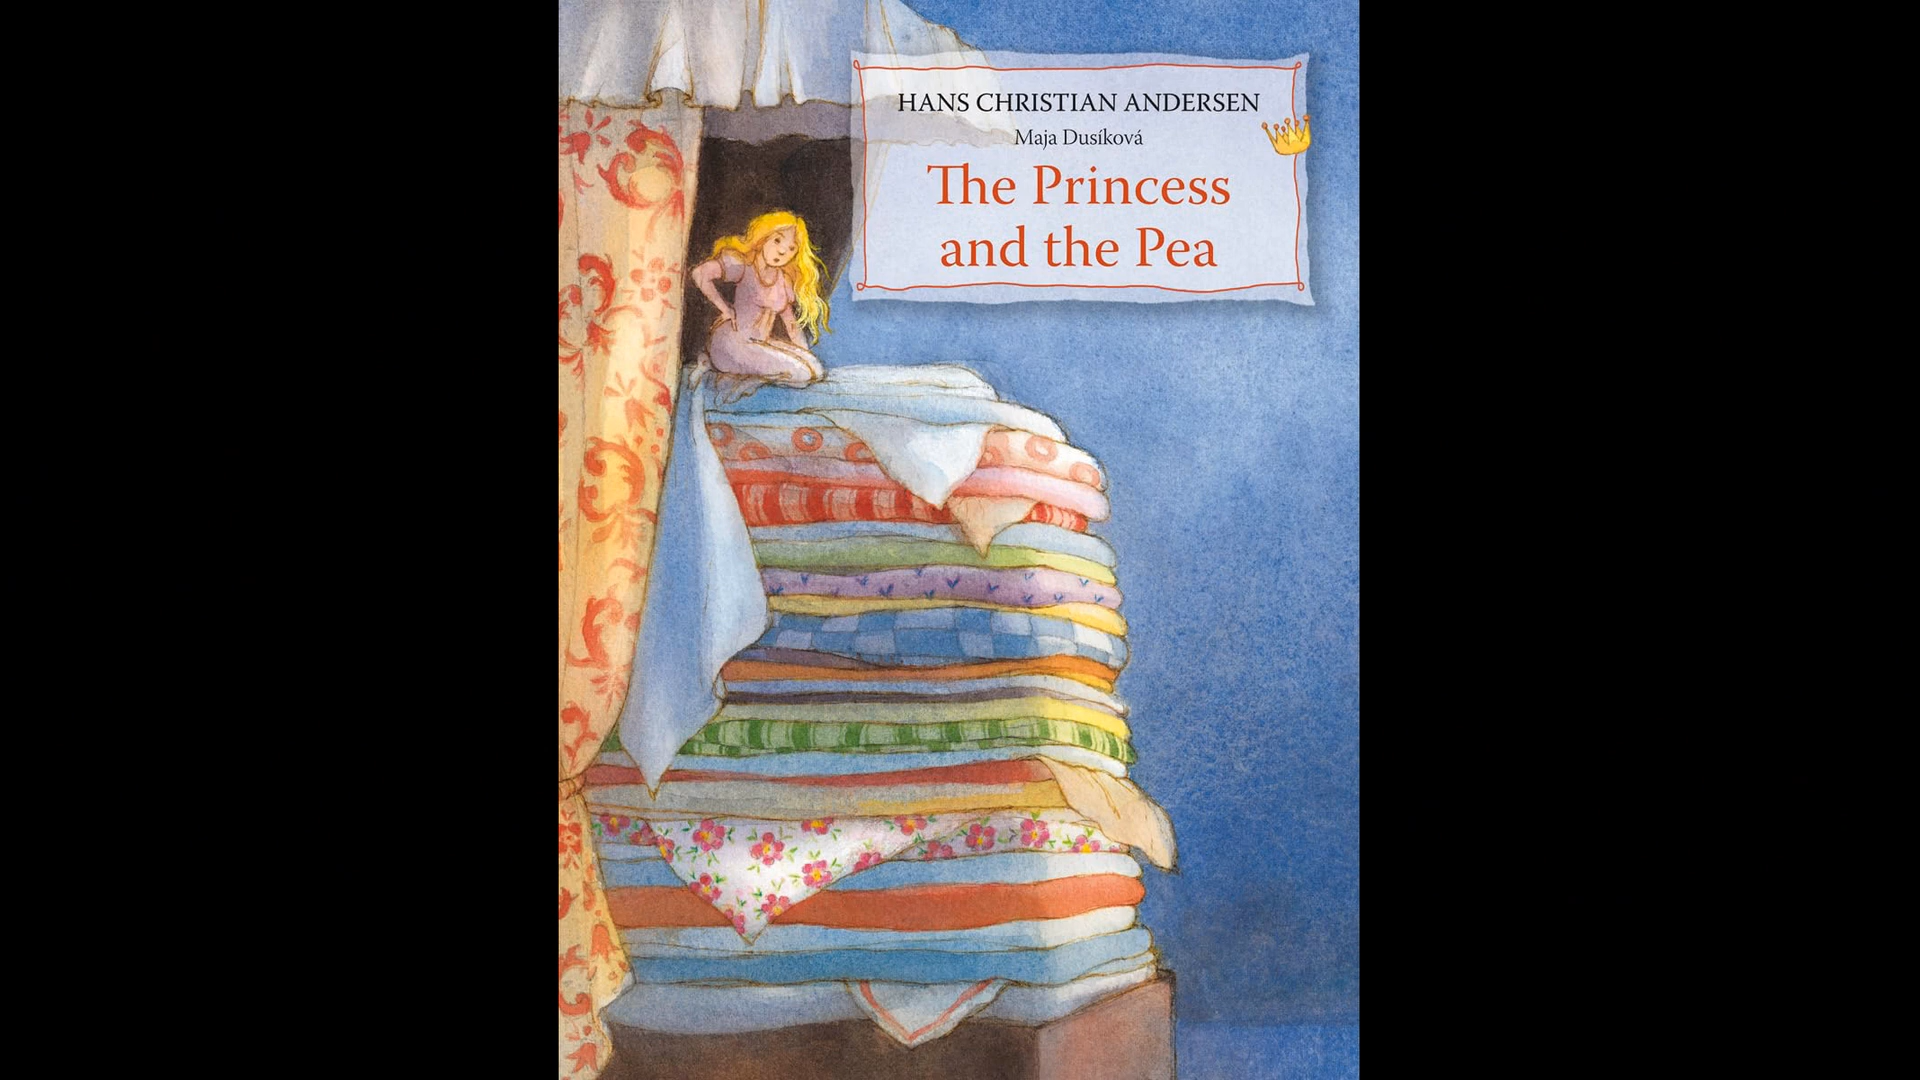 HANS CHRISTIAN ANDERSEN
Maja Dusíková
The Princess
and the Pea